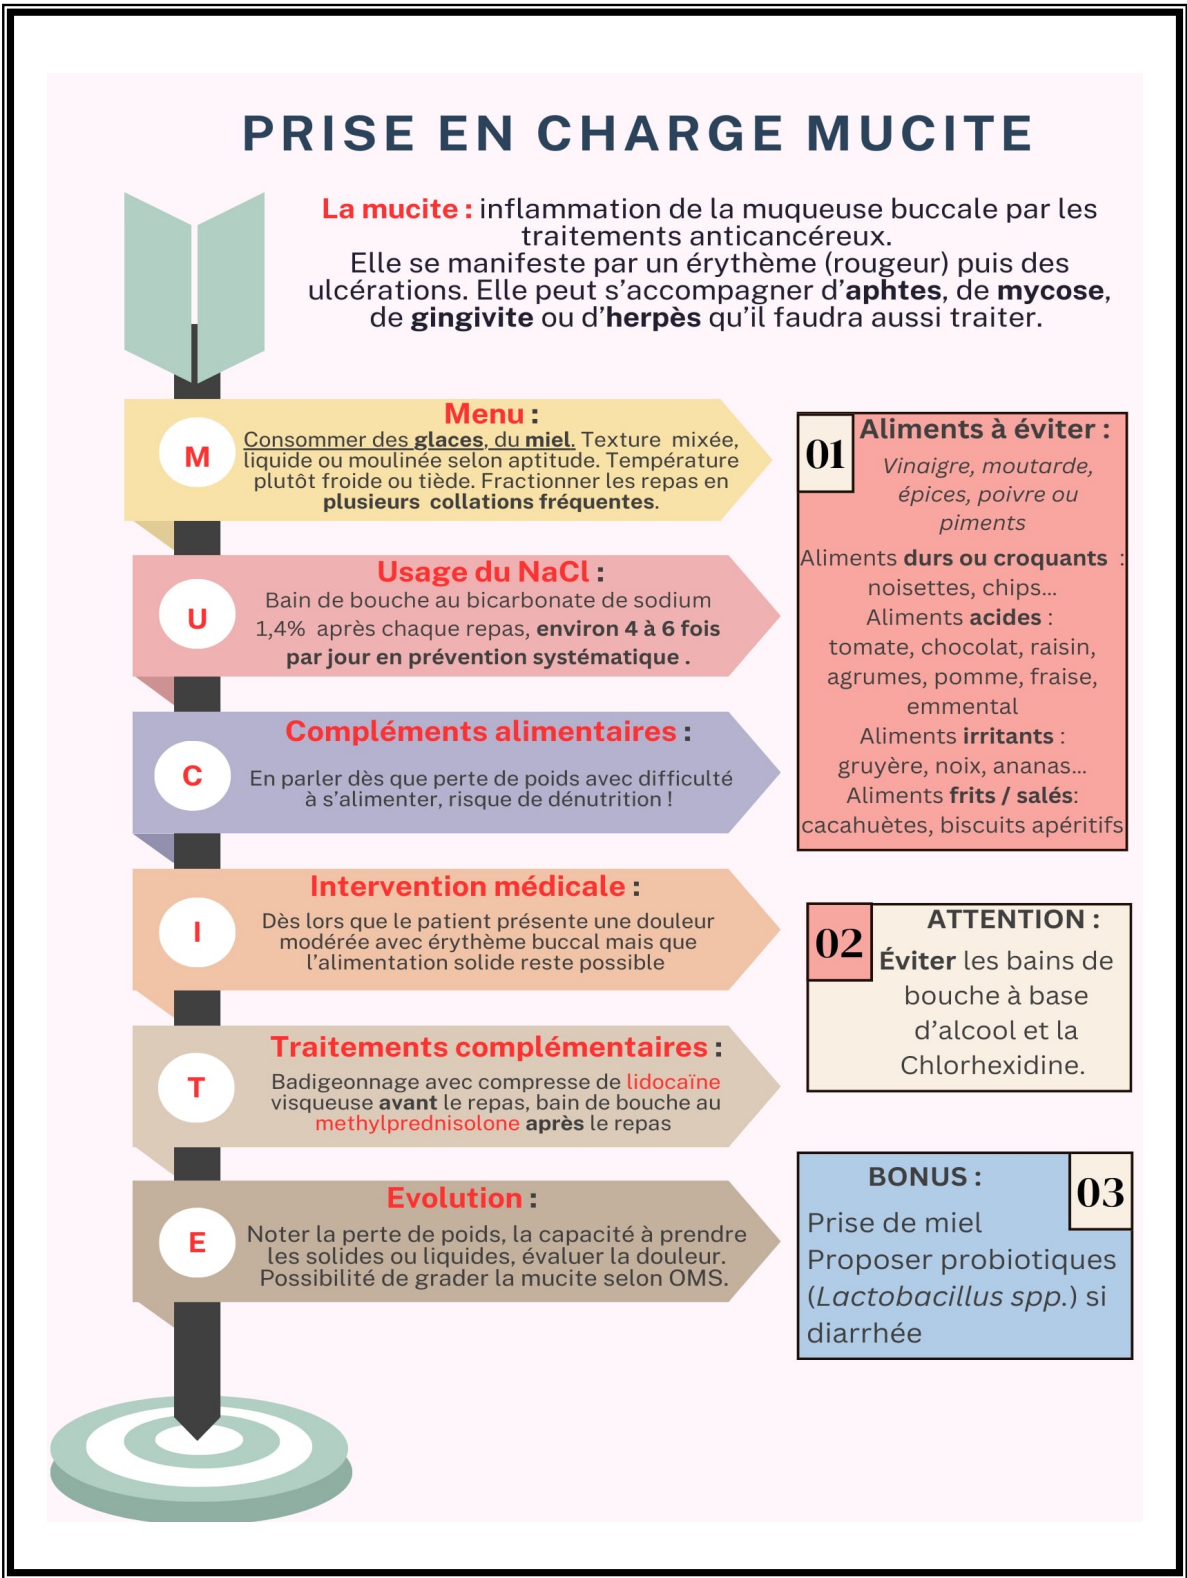 PRISE EN CHARGE MUCITE
La mucite : inflammation de la muqueuse buccale par les
traitements anticancéreux.
Elle se manifeste par un érythème (rougeur) puis des
ulcérations. Elle peut s’accompagner d’aphtes, de mycose,
de gingivite ou d’herpès qu’il faudra aussi traiter.
M
Menu :
Consommer des glaces, du miel. Texture mixée,
liquide ou moulinée selon aptitude. Température
plutôt froide ou tiède. Fractionner les repas en
plusieurs collations fréquentes.
U
Usage du NaCl :
Bain de bouche au bicarbonate de sodium
1,4% après chaque repas, environ 4 à 6 fois
par jour en prévention systématique .
C
Compléments alimentaires :
En parler dès que perte de poids avec difficulté
à s’alimenter, risque de dénutrition !
I
Intervention médicale :
Dès lors que le patient présente une douleur
modérée avec érythème buccal mais que
l’alimentation solide reste possible
T
Traitements complémentaires :
Badigeonnage avec compresse de lidocaïne
visqueuse avant le repas, bain de bouche au
methylprednisolone après le repas
E
Evolution :
Noter la perte de poids, la capacité à prendre
les solides ou liquides, évaluer la douleur.
Possibilité de grader la mucite selon OMS.
01
Aliments à éviter :
Vinaigre, moutarde,
épices, poivre ou
piments
Aliments durs ou croquants :
noisettes, chips...
Aliments acides :
tomate, chocolat, raisin,
agrumes, pomme, fraise,
emmental
Aliments irritants :
gruyère, noix, ananas...
Aliments frits / salés:
cacahuètes, biscuits apéritifs
02
ATTENTION :
Éviter les bains de
bouche à base
d’alcool et la
Chlorhexidine.
03
BONUS :
Prise de miel
Proposer probiotiques
(Lactobacillus spp.) si
diarrhée